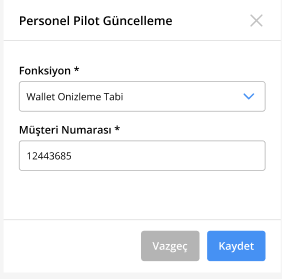 Personel Pilot Güncelleme
Fonksiyon *
Wallet Onizleme Tabi
Müşteri Numarası *
12443685
Vazgeç
Kaydet